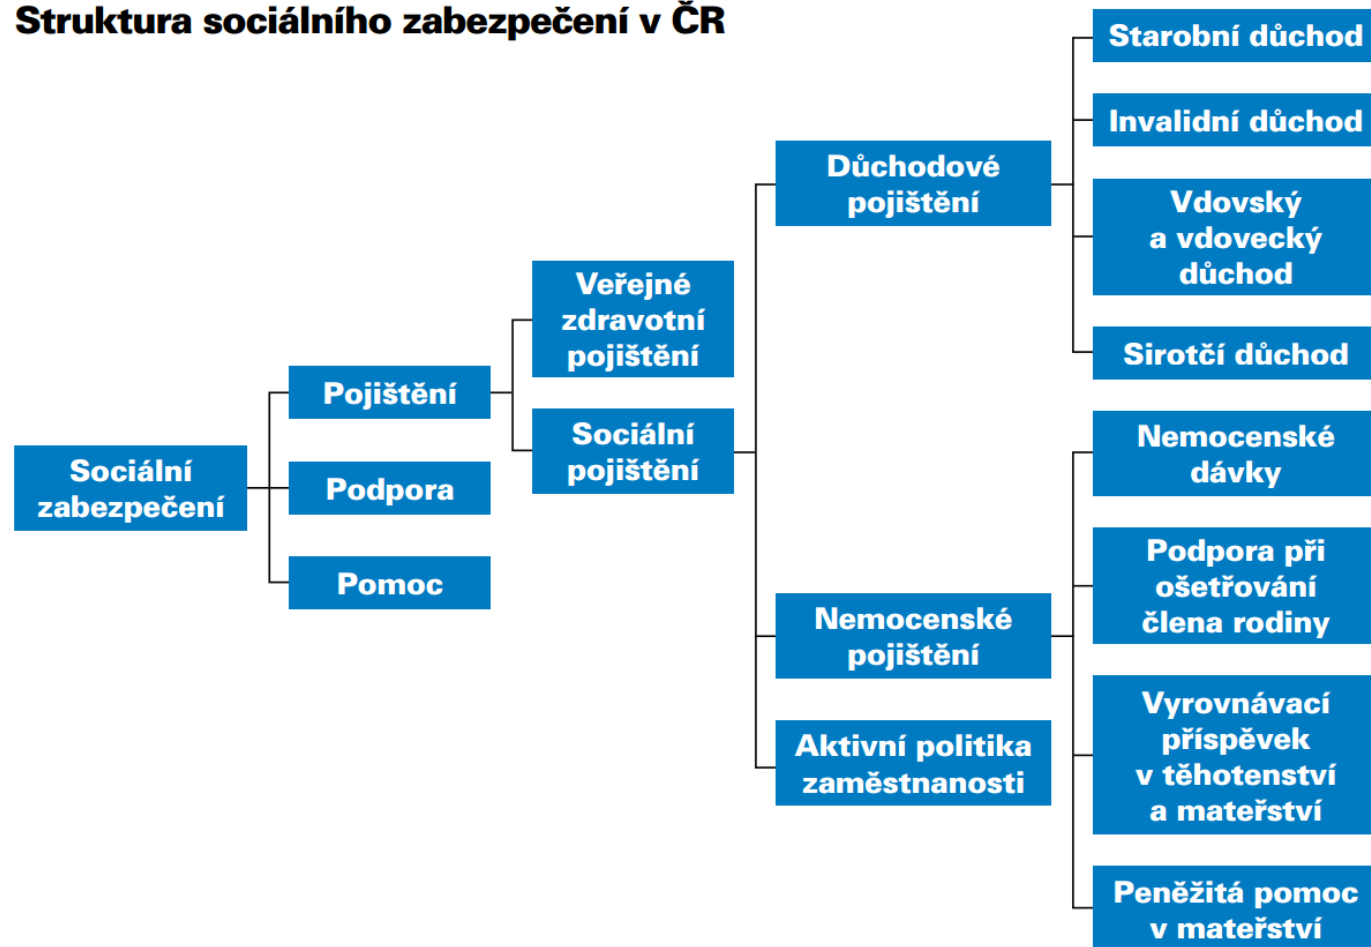 Struktura sociálního zabezpečení v ČR
Sociální
zabezpečení
Pojištění
Podpora
Pomoc
Veřejné
zdravotní
pojištění
Sociální
pojištění
Důchodové
pojištění
Nemocenské
pojištění
Aktivní politika
zaměstnanosti
Starobní důchod
Invalidní důchod
Vdovský
a vdovecký
důchod
Sirotčí důchod
Nemocenské
dávky
Podpora při
ošetřování
člena rodiny
Vyrovnávací
příspěvek
v těhotenství
a mateřství
Peněžitá pomoc
v mateřství